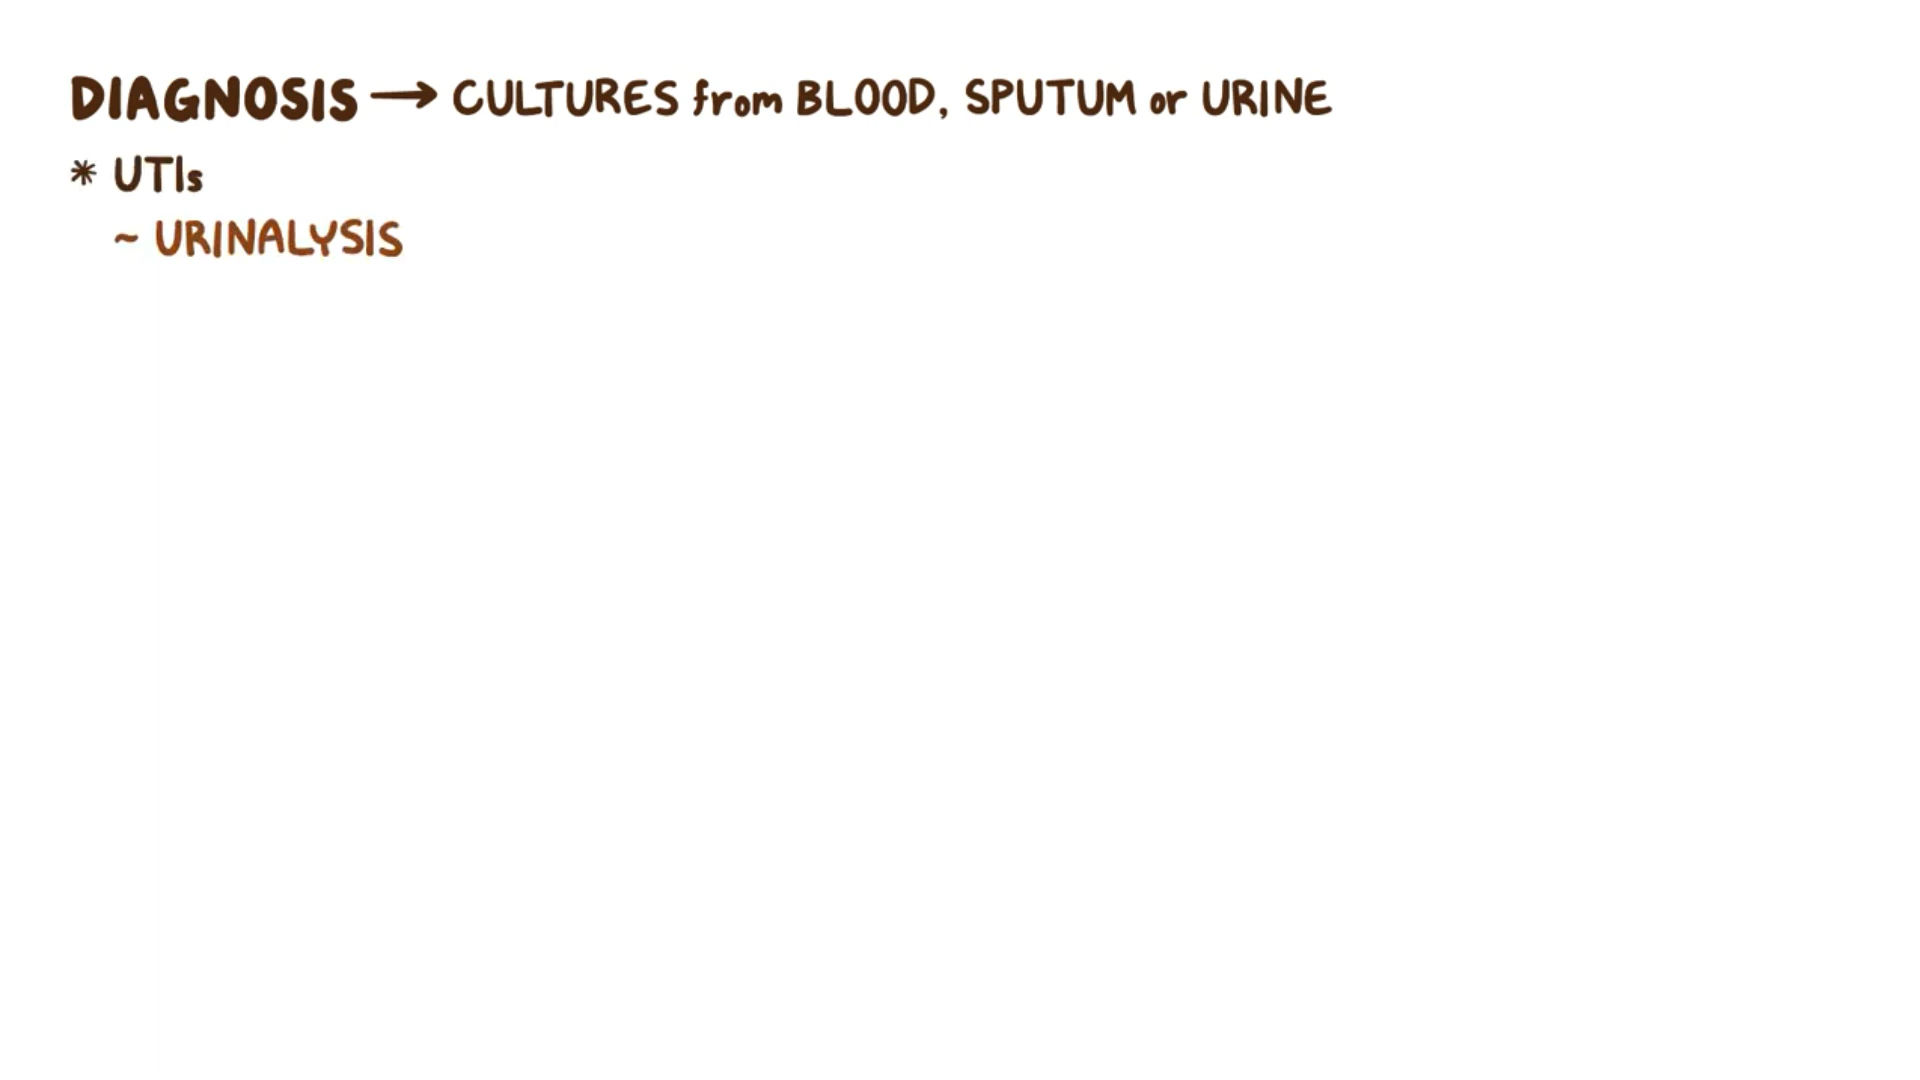 DIAGNOSIS → CULTURES from BLOOD, SPUTUM or URINE
* UTIs
~ URINALYSIS